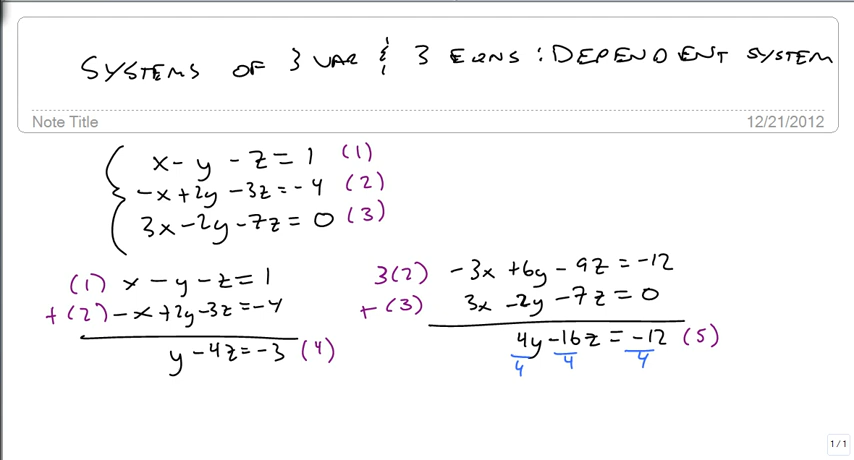 SYSTEMS OF 3 VAR & 3 EQNS : DEPENDENT SYSTEM
Note Title
12/21/2012
x - y - z = 1 (1)
-x + 2y - 3z = -4 (2)
3x - 2y - 7z = 0 (3)
(1) x - y - z = 1
+(2) -x + 2y - 3z = -4
y - 4z = -3 (4)
3(2) -3x + 6y - 9z = -12
+(3) 3x - 2y - 7z = 0
4y - 16z = -12 (5)
4 4 4
1 / 1